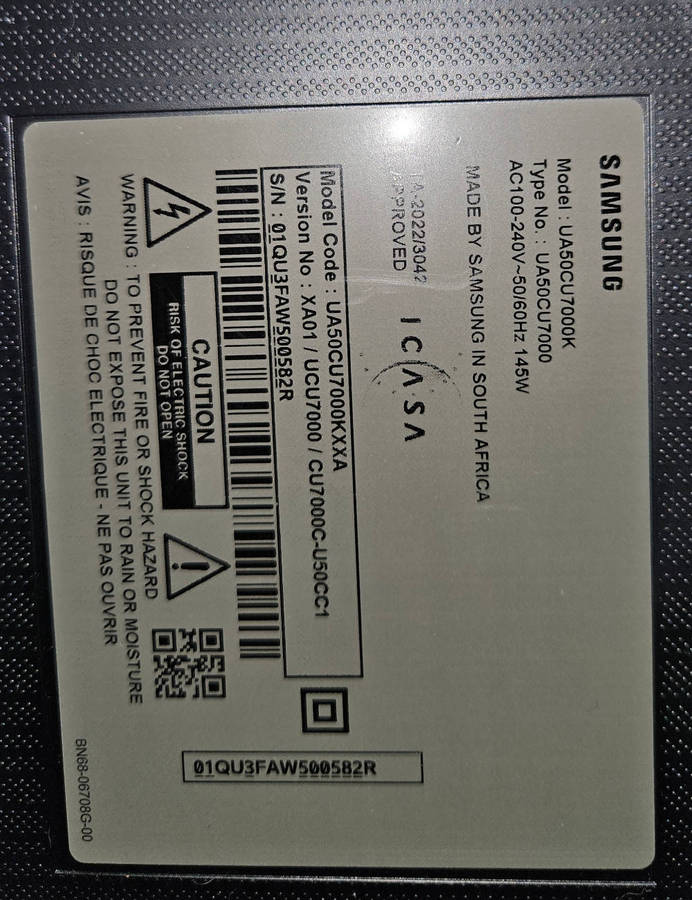 SAMSUNG
Model : UA50CU7000K
Type No. : UA50CU7000
AC100-240V~50/60Hz 145W
MADE BY SAMSUNG IN SOUTH AFRICA
TA-2022/3042
APPROVED
ICASA
Model Code : UA50CU7000KXXA
Version No : XA01 / UCU7000 / CU7000C-U50CC1
S/N : 01QU3FAW500582R
CAUTION
RISK OF ELECTRIC SHOCK
DO NOT OPEN
01QU3FAW500582R
WARNING : TO PREVENT FIRE OR SHOCK HAZARD
DO NOT EXPOSE THIS UNIT TO RAIN OR MOISTURE
AVIS : RISQUE DE CHOC ELECTRIQUE - NE PAS OUVRIR
BN68-06708G-00